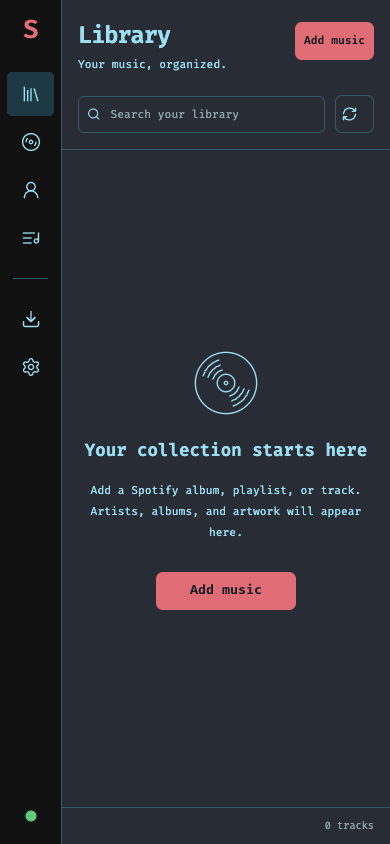 S
Library
Add music
Your music, organized.
Search your library
Your collection starts here
Add a Spotify album, playlist, or track.
Artists, albums, and artwork will appear
here.
Add music
0 tracks